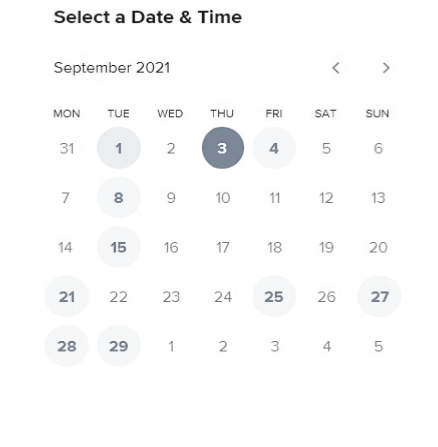 Select a Date & Time
September 2021
MON TUE WED THU FRI SAT SUN
31 1 2 3 4 5 6
7 8 9 10 11 12 13
14 15 16 17 18 19 20
21 22 23 24 25 26 27
28 29 1 2 3 4 5